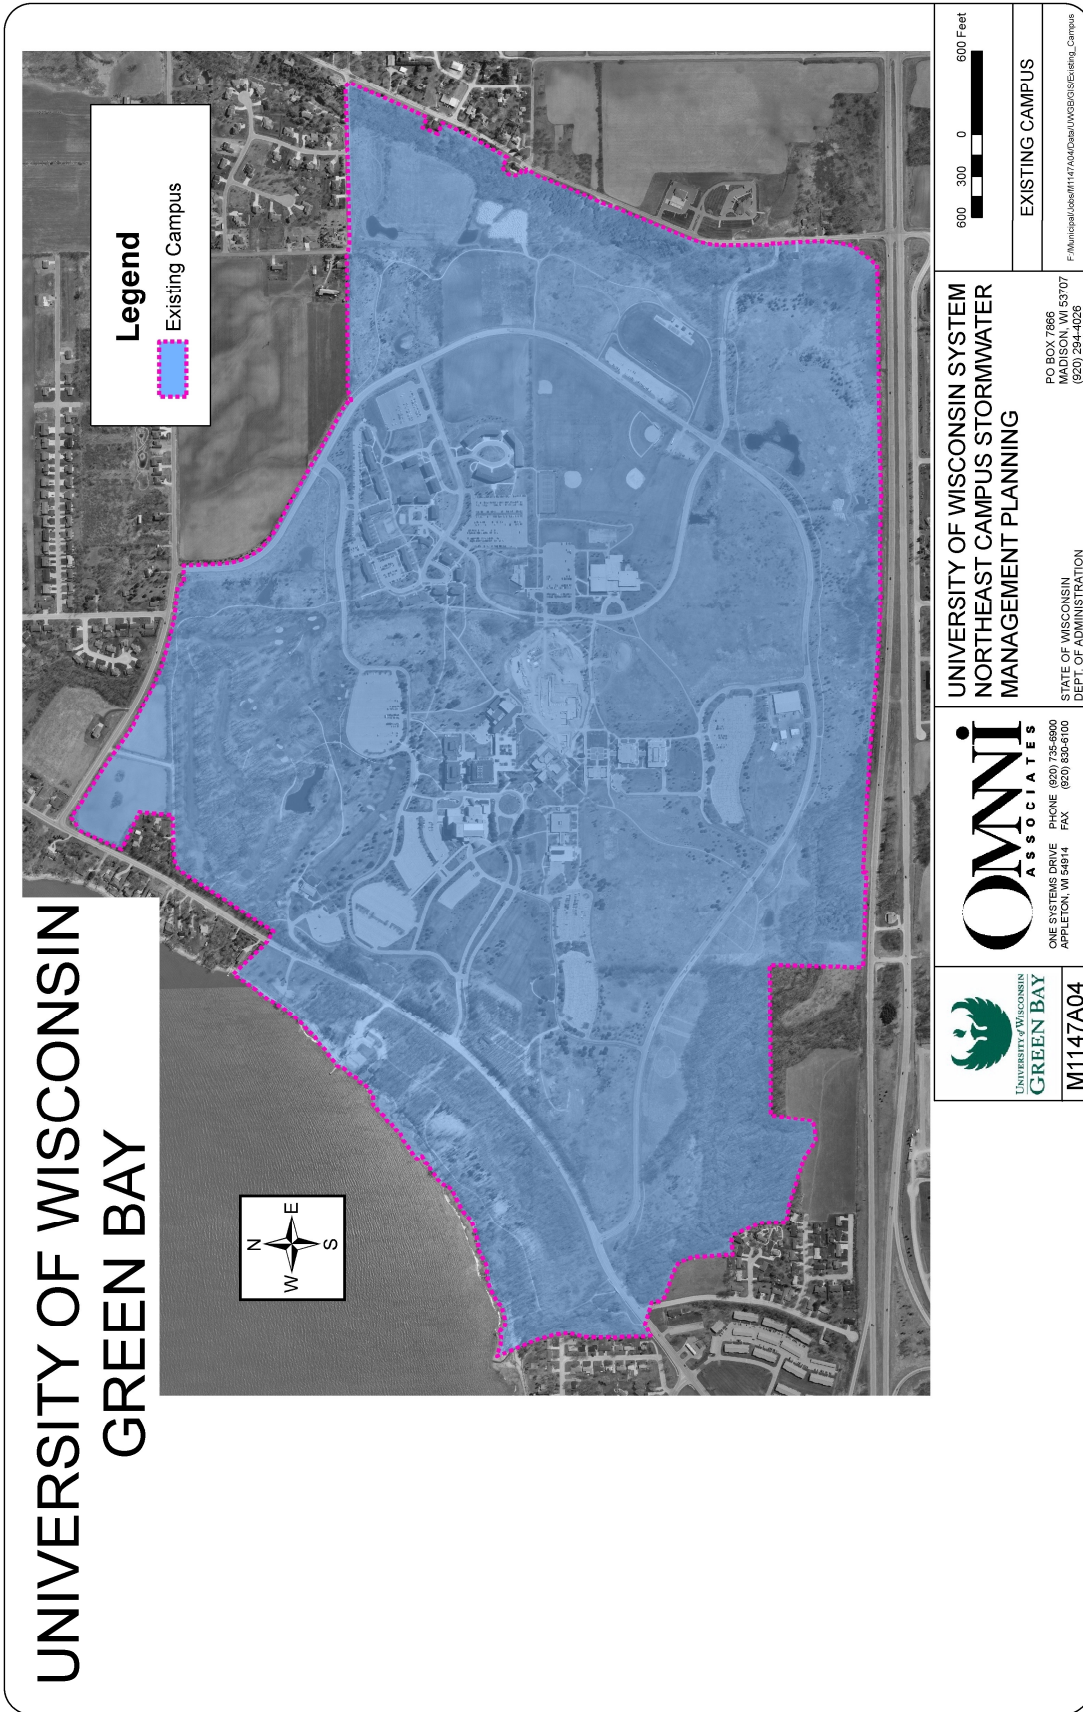 UNIVERSITY OF WISCONSIN
GREEN BAY
Legend
Existing Campus
N
W
E
S
UNIVERSITY of WISCONSIN
GREEN BAY
M1147A04
OMNNI
ASSOCIATES
ONE SYSTEMS DRIVE PHONE (920) 735-6900
APPLETON, WI 54914 FAX (920) 830-6100
UNIVERSITY OF WISCONSIN SYSTEM
NORTHEAST CAMPUS STORMWATER
MANAGEMENT PLANNING
STATE OF WISCONSIN
DEPT. OF ADMINISTRATION
PO BOX 7866
MADISON, WI 53707
(920) 294-4026
600 300 0 600 Feet
EXISTING CAMPUS
F:/Municipal/Jobs/M1147A04/Data/UWGB/GIS/Existing_Campus